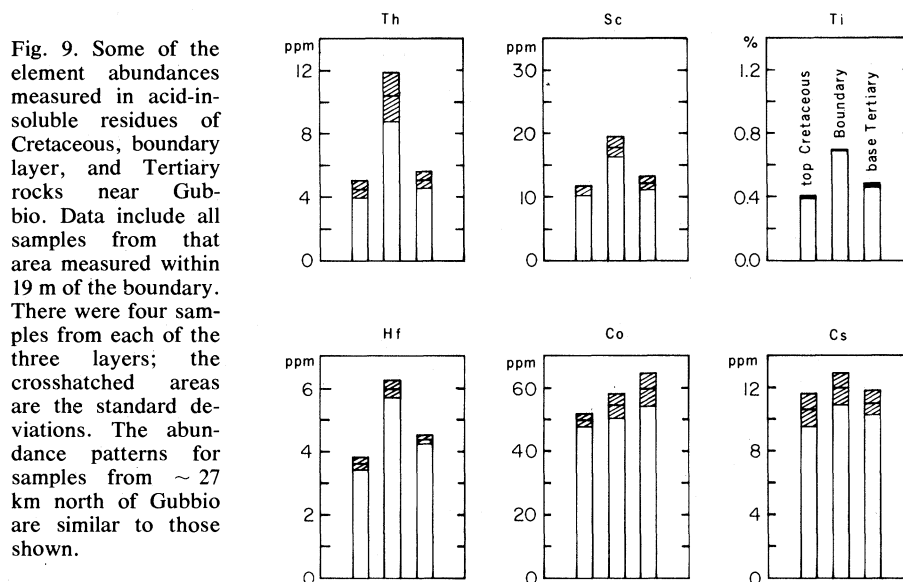 Fig. 9. Some of the
element abundances
measured in acid-in-
soluble residues of
Cretaceous, boundary
layer, and Tertiary
rocks near Gub-
bio. Data include all
samples from that
area measured within
19 m of the boundary.
There were four sam-
ples from each of the
three layers; the
crosshatched areas
are the standard de-
viations. The abun-
dance patterns for
samples from ~ 27
km north of Gubbio
are similar to those
shown.
Th
ppm
12
8
4
0
Sc
ppm
30
20
10
0
Ti
%
1.2
0.8
0.4
0.0
top Cretaceous
Boundary
base Tertiary
Hf
ppm
6
4
2
0
Co
ppm
60
40
20
0
Cs
ppm
12
8
4
0